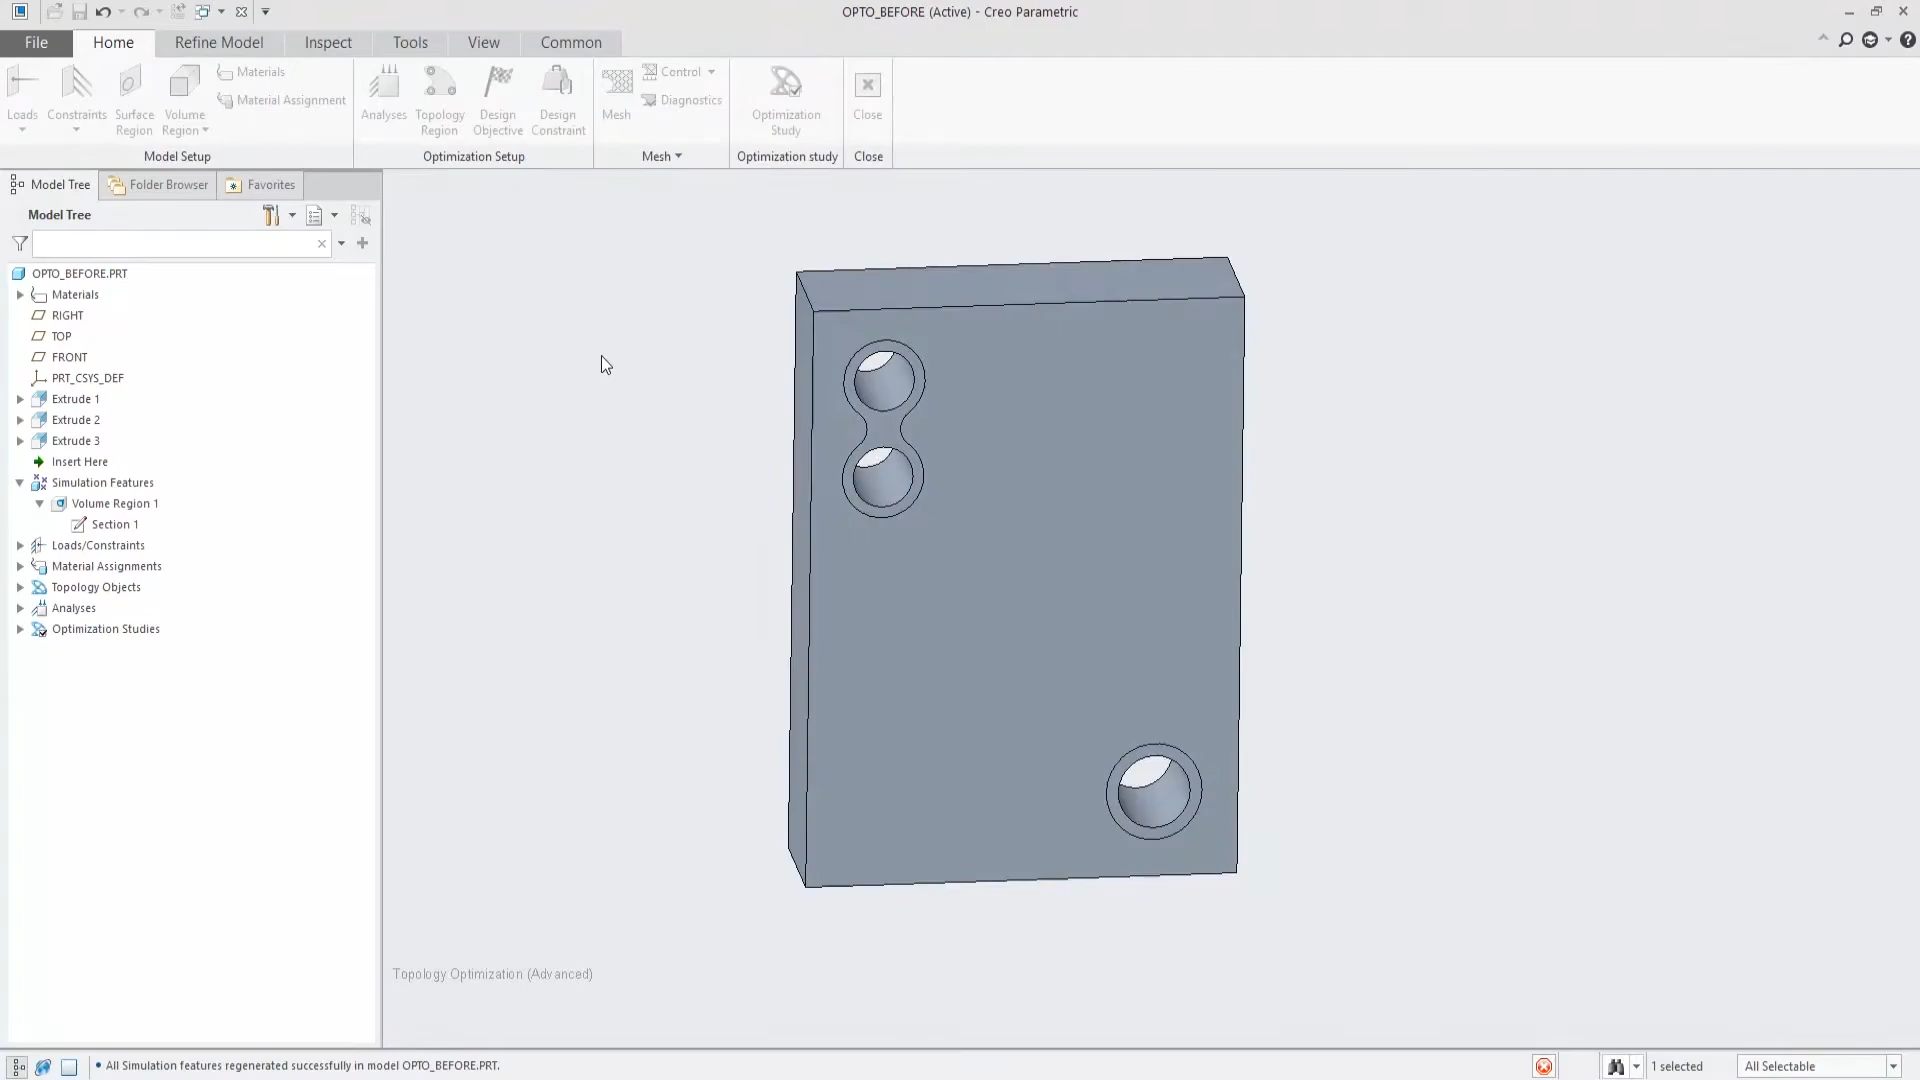 OPTO_BEFORE (Active) - Creo Parametric
File Home Refine Model Inspect Tools View Common
Loads Constraints Surface Region Volume Region Materials Material Assignment
Model Setup
Analyses Topology Region Design Objective Design Constraint
Optimization Setup
Mesh Control Diagnostics
Mesh
Optimization Study
Optimization study
Close
Close
Model Tree Folder Browser Favorites
Model Tree
OPTO_BEFORE.PRT
Materials
RIGHT
TOP
FRONT
PRT_CSYS_DEF
Extrude 1
Extrude 2
Extrude 3
Insert Here
Simulation Features
Volume Region 1
Section 1
Loads/Constraints
Material Assignments
Topology Objects
Analyses
Optimization Studies
Topology Optimization (Advanced)
• All Simulation features regenerated successfully in model OPTO_BEFORE.PRT.
1 selected All Selectable